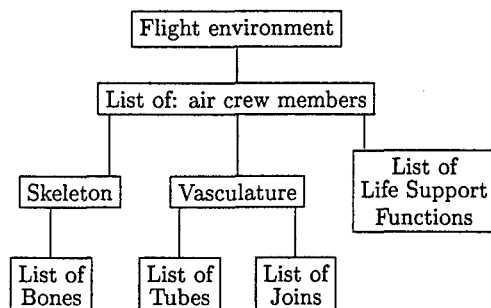 Flight environment
List of: air crew members
Skeleton
Vasculature
List of
Life Support
Functions
List of
Bones
List of
Tubes
List of
Joins